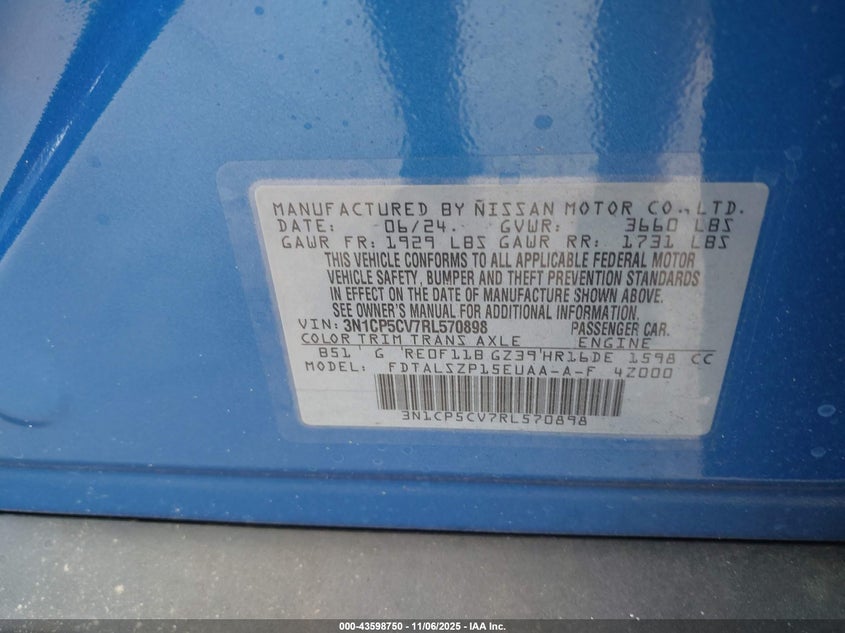 MANUFACTURED BY NISSAN MOTOR CO., LTD.
DATE: 06/24. GVWR: 3660 LBS
GAWR FR: 1929 LBS GAWR RR: 1731 LBS
THIS VEHICLE CONFORMS TO ALL APPLICABLE FEDERAL MOTOR
VEHICLE SAFETY, BUMPER AND THEFT PREVENTION STANDARDS
IN EFFECT ON THE DATE OF MANUFACTURE SHOWN ABOVE.
SEE OWNER'S MANUAL FOR ADDITIONAL INFORMATION.
VIN: 3N1CP5CV7RL570898 PASSENGER CAR.
COLOR TRIM TRANS AXLE ENGINE
B51 G RE0F11B GZ39 HR16DE 1598 CC
MODEL: FDTALSZP15EUAA-A-F 4Z000
3N1CP5CV7RL570898
000-43598750 - 11/06/2025 - IAA Inc.